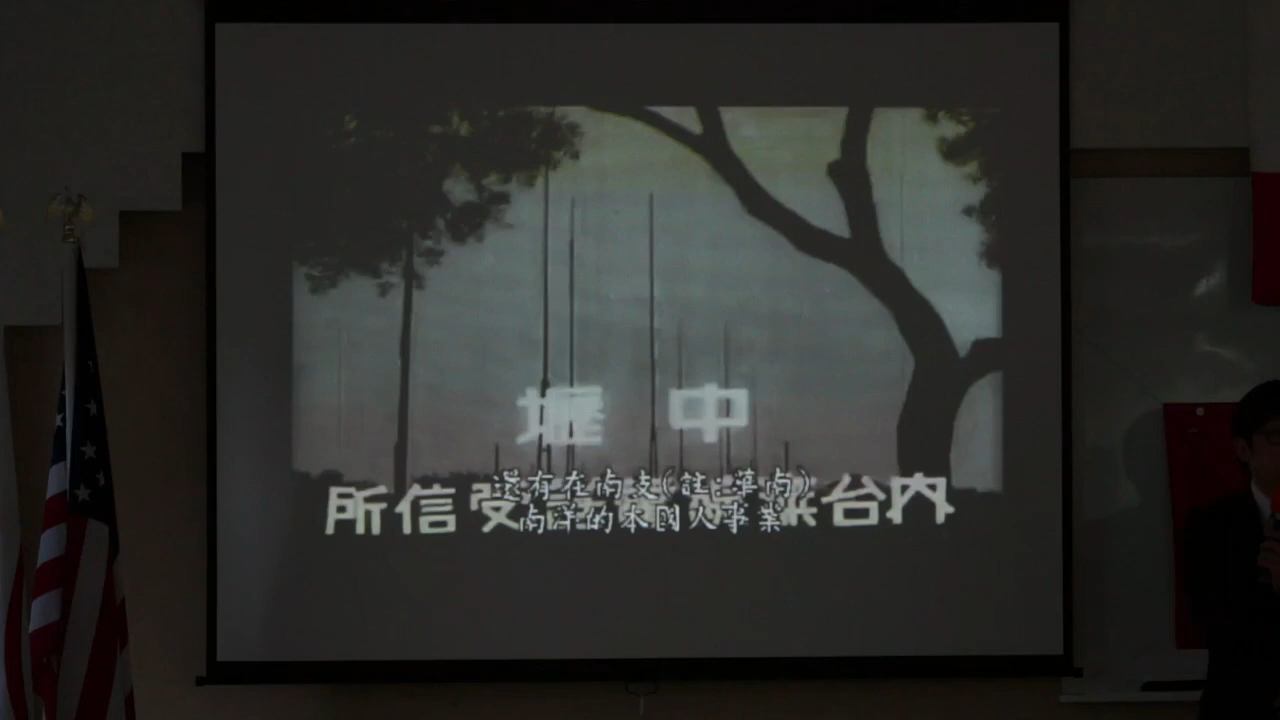 中壢
內台 受信所
還有在南支(註:華南)
南洋的本國人事業